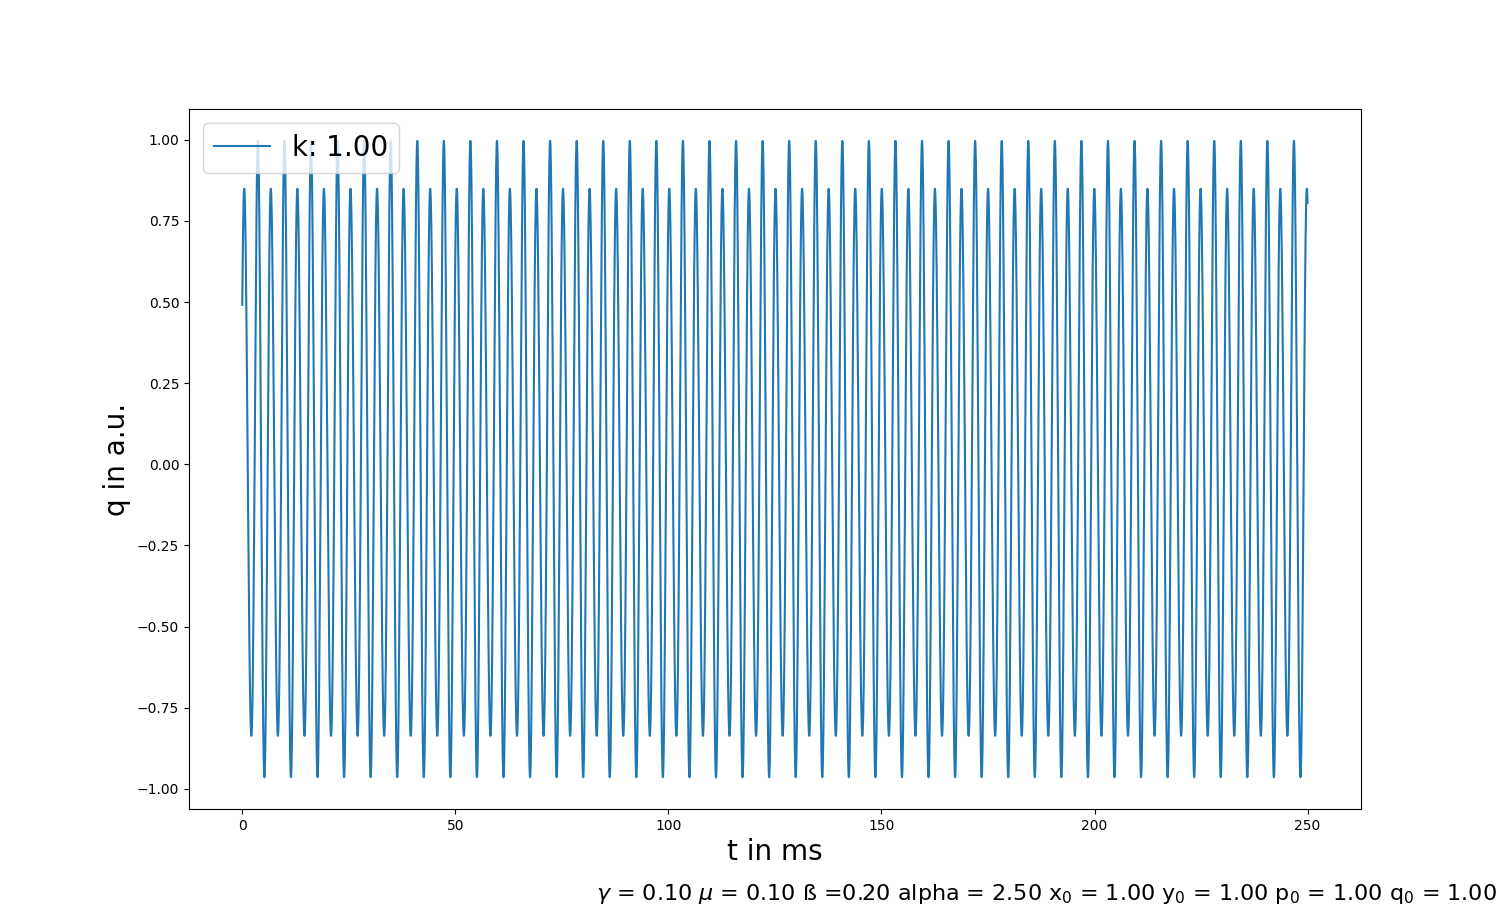 k: 1.00
1.00
0.75
0.50
0.25
0.00
−0.25
−0.50
−0.75
−1.00
q in a.u.
0 50 100 150 200 250
t in ms
γ = 0.10 μ = 0.10 ß =0.20 alpha = 2.50 x₀ = 1.00 y₀ = 1.00 p₀ = 1.00 q₀ = 1.00